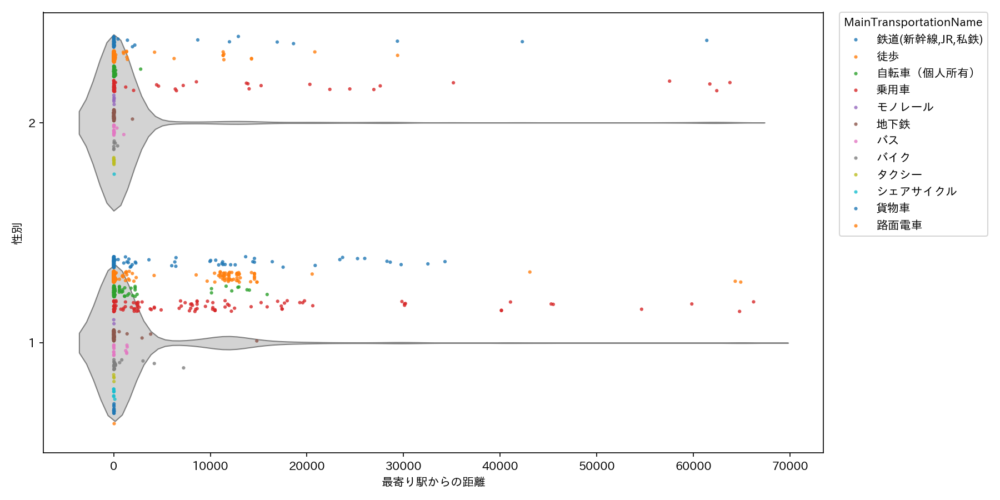 MainTransportationName
鉄道(新幹線,JR,私鉄)
徒歩
自転車（個人所有）
乗用車
モノレール
地下鉄
バス
バイク
タクシー
シェアサイクル
貨物車
路面電車
2
1
性別
0
10000
20000
30000
40000
50000
60000
70000
最寄り駅からの距離